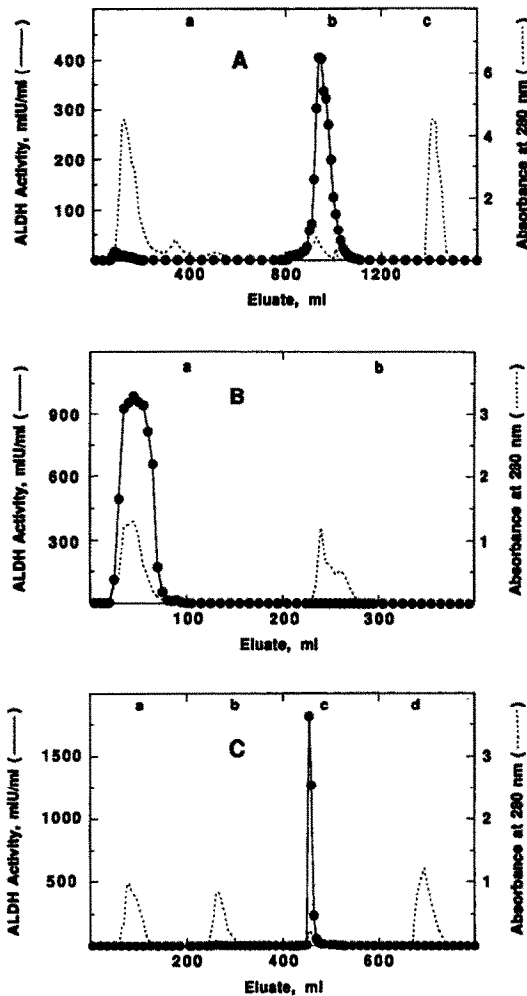 a b c
A
ALDH Activity, mIU/ml (——)
400
300
200
100
6
4
2
Absorbance at 280 nm (......)
400 800 1200
Eluate, ml
a b
B
ALDH Activity, mIU/ml (——)
900
600
300
3
2
1
Absorbance at 280 nm (......)
100 200 300
Eluate, ml
a b c d
C
ALDH Activity, mIU/ml (——)
1500
1000
500
3
2
1
Absorbance at 280 nm (......)
200 400 600
Eluate, ml